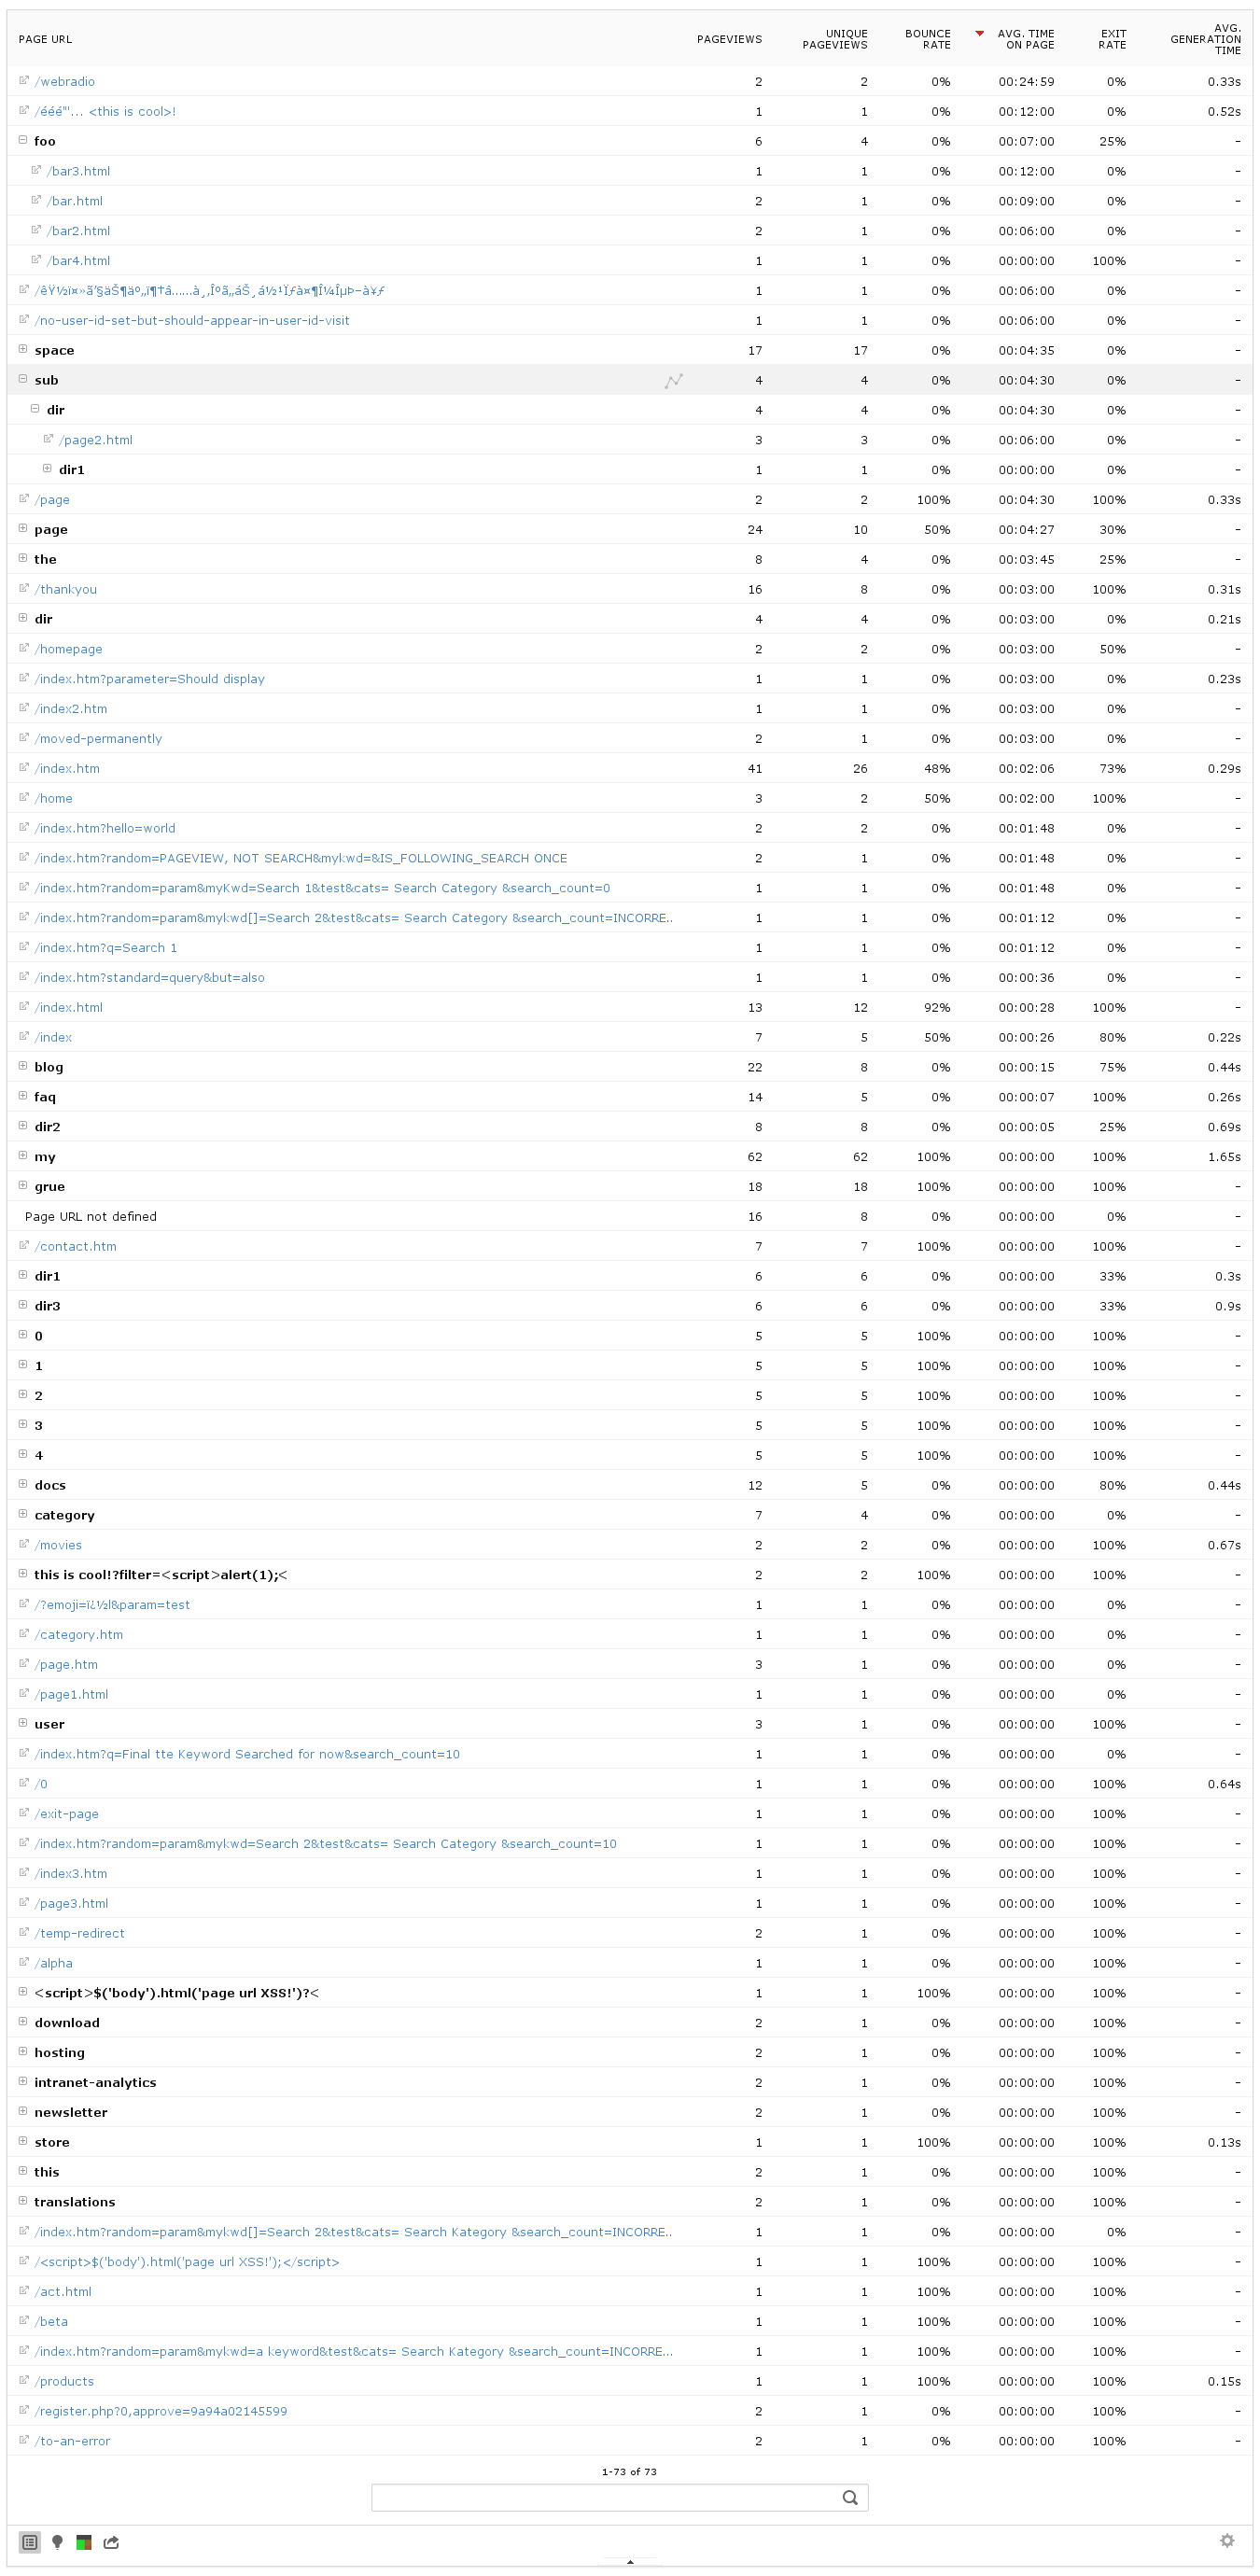 PAGE URL PAGEVIEWS UNIQUE PAGEVIEWS BOUNCE RATE AVG. TIME ON PAGE EXIT RATE AVG. GENERATION TIME
/webradio 2 2 0% 00:24:59 0% 0.33s
/ééé"'... <this is cool>! 1 1 0% 00:12:00 0% 0.52s
foo 6 4 0% 00:07:00 25% -
/bar3.html 1 1 0% 00:12:00 0% -
/bar.html 2 1 0% 00:09:00 0% -
/bar2.html 2 1 0% 00:06:00 0% -
/bar4.html 1 1 0% 00:00:00 100% -
1 1 0% 00:06:00 0% -
/no-user-id-set-but-should-appear-in-user-id-visit 1 1 0% 00:06:00 0% -
space 17 17 0% 00:04:35 0% -
sub 4 4 0% 00:04:30 0% -
dir 4 4 0% 00:04:30 0% -
/page2.html 3 3 0% 00:06:00 0% -
dir1 1 1 0% 00:00:00 0% -
/page 2 2 100% 00:04:30 100% 0.33s
page 24 10 50% 00:04:27 30% -
the 8 4 0% 00:03:45 25% -
/thankyou 16 8 0% 00:03:00 100% 0.31s
dir 4 4 0% 00:03:00 0% 0.21s
/homepage 2 2 0% 00:03:00 50% -
/index.htm?parameter=Should display 1 1 0% 00:03:00 0% 0.23s
/index2.htm 1 1 0% 00:03:00 0% -
/moved-permanently 2 1 0% 00:03:00 0% -
/index.htm 41 26 48% 00:02:06 73% 0.29s
/home 3 2 50% 00:02:00 100% -
/index.htm?hello=world 2 2 0% 00:01:48 0% -
/index.htm?random=PAGEVIEW, NOT SEARCH&mykwd=&IS_FOLLOWING_SEARCH ONCE 2 1 0% 00:01:48 0% -
/index.htm?random=param&myKwd=Search 1&test&cats= Search Category &search_count=0 1 1 0% 00:01:48 0% -
/index.htm?random=param&mykwd[]=Search 2&test&cats= Search Category &search_count=INCORRE.. 1 1 0% 00:01:12 0% -
/index.htm?q=Search 1 1 1 0% 00:01:12 0% -
/index.htm?standard=query&but=also 1 1 0% 00:00:36 0% -
/index.html 13 12 92% 00:00:28 100% -
/index 7 5 50% 00:00:26 80% 0.22s
blog 22 8 0% 00:00:15 75% 0.44s
faq 14 5 0% 00:00:07 100% 0.26s
dir2 8 8 0% 00:00:05 25% 0.69s
my 62 62 100% 00:00:00 100% 1.65s
grue 18 18 100% 00:00:00 100% -
Page URL not defined 16 8 0% 00:00:00 0% -
/contact.htm 7 7 100% 00:00:00 100% -
dir1 6 6 0% 00:00:00 33% 0.3s
dir3 6 6 0% 00:00:00 33% 0.9s
0 5 5 100% 00:00:00 100% -
1 5 5 100% 00:00:00 100% -
2 5 5 100% 00:00:00 100% -
3 5 5 100% 00:00:00 100% -
4 5 5 100% 00:00:00 100% -
docs 12 5 0% 00:00:00 80% 0.44s
category 7 4 0% 00:00:00 0% -
/movies 2 2 0% 00:00:00 100% 0.67s
this is cool!?filter=<script>alert(1);< 2 2 100% 00:00:00 100% -
/?emoji=ï¿½l&param=test 1 1 0% 00:00:00 0% -
/category.htm 1 1 0% 00:00:00 0% -
/page.htm 3 1 0% 00:00:00 0% -
/page1.html 1 1 0% 00:00:00 0% -
user 3 1 0% 00:00:00 100% -
/index.htm?q=Final tte Keyword Searched for now&search_count=10 1 1 0% 00:00:00 0% -
/0 1 1 0% 00:00:00 100% 0.64s
/exit-page 1 1 0% 00:00:00 100% -
/index.htm?random=param&mykwd=Search 2&test&cats= Search Category &search_count=10 1 1 0% 00:00:00 100% -
/index3.htm 1 1 0% 00:00:00 100% -
/page3.html 1 1 0% 00:00:00 100% -
/temp-redirect 2 1 0% 00:00:00 100% -
/alpha 1 1 0% 00:00:00 100% -
<script>$('body').html('page url XSS!')?< 1 1 100% 00:00:00 100% -
download 2 1 0% 00:00:00 100% -
hosting 2 1 0% 00:00:00 100% -
intranet-analytics 2 1 0% 00:00:00 100% -
newsletter 2 1 0% 00:00:00 100% -
store 1 1 100% 00:00:00 100% 0.13s
this 2 1 0% 00:00:00 100% -
translations 2 1 0% 00:00:00 100% -
/index.htm?random=param&mykwd[]=Search 2&test&cats= Search Kategory &search_count=INCORRE.. 1 1 0% 00:00:00 0% -
/<script>$('body').html('page url XSS!');</script> 1 1 100% 00:00:00 100% -
/act.html 1 1 100% 00:00:00 100% -
/beta 1 1 100% 00:00:00 100% -
/index.htm?random=param&mykwd=a keyword&test&cats= Search Kategory &search_count=INCORRE... 1 1 100% 00:00:00 100% -
/products 1 1 100% 00:00:00 100% 0.15s
/register.php?0,approve=9a94a02145599 2 1 0% 00:00:00 100% -
/to-an-error 2 1 0% 00:00:00 100% -
1-73 of 73